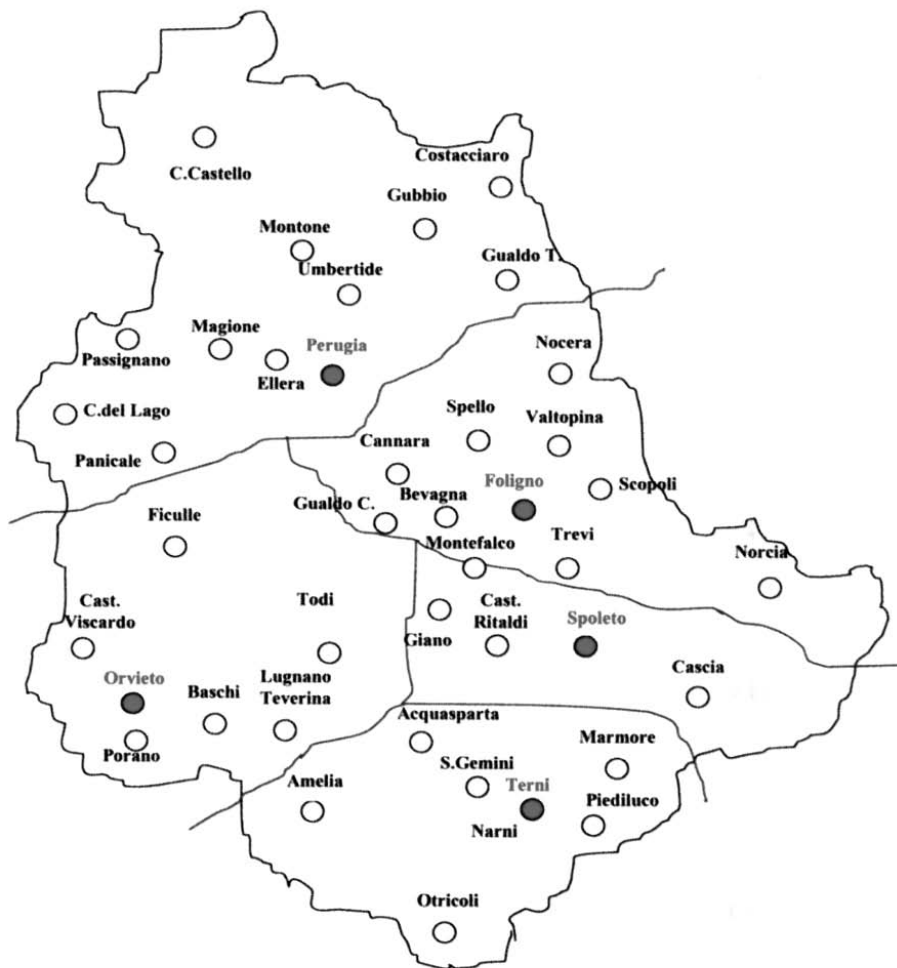 Costacciaro
C.Castello
Gubbio
Montone
Gualdo T.
Umbertide
Magione
Perugia
Passignano
Nocera
Ellera
C.del Lago
Spello
Valtopina
Panicale
Cannara
Foligno
Scopoli
Bevagna
Gualdo C.
Ficulle
Montefalco
Trevi
Norcia
Cast.
Viscardo
Todi
Cast.
Ritaldi
Spoleto
Giano
Cascia
Orvieto
Baschi
Lugnano
Teverina
Acquasparta
Porano
Marmore
S.Gemini
Amelia
Terni
Piediluco
Narni
Otricoli